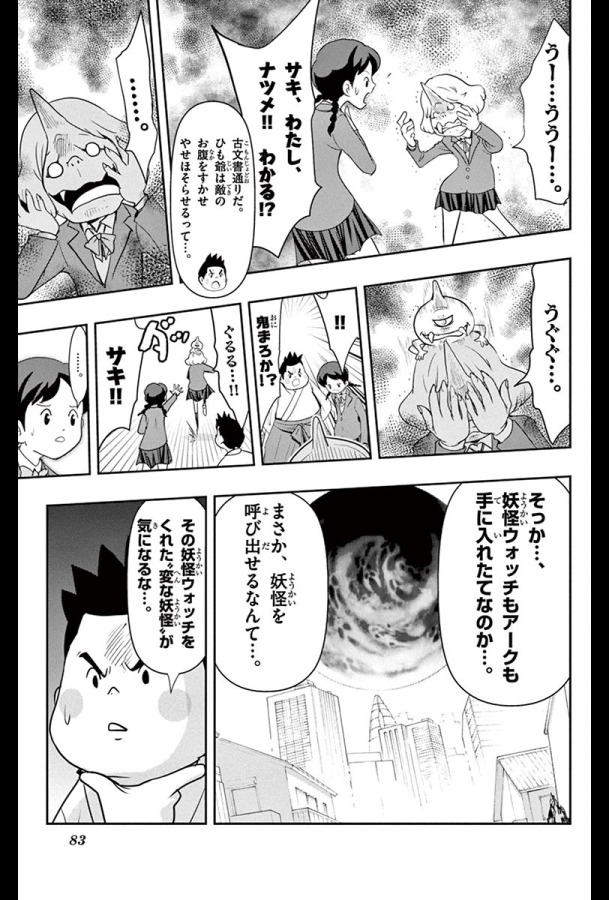 うー…ううー…。
サキ、わたし、
ナツメ!! わかる!?
古文書通りだ。
ひも爺は敵の
お腹をすかせ
やせほそらせるって…。
……。
うぐぐ…。
!!
鬼まろか!?
ぐるる…!!
ダッ
サキ!!
……。
そっか…、
妖怪ウォッチもアークも
手に入れたてなのか…。
まさか、妖怪を
呼び出せるなんて…。
その妖怪ウォッチを
くれた〝変な妖怪〟が
気になるな…。
83